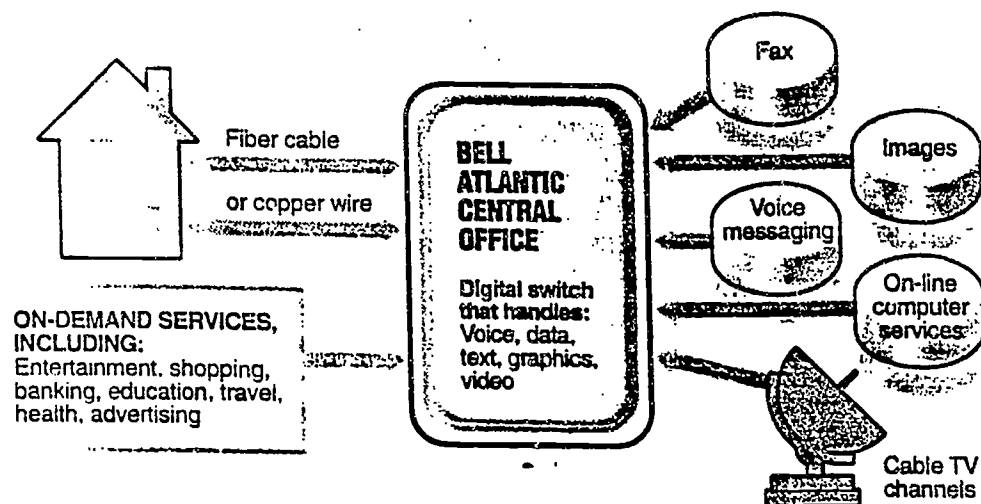 Fiber cable
or copper wire
ON-DEMAND SERVICES,
INCLUDING:
Entertainment, shopping,
banking, education, travel,
health, advertising
BELL
ATLANTIC
CENTRAL
OFFICE
Digital switch
that handles:
Voice, data,
text, graphics,
video
Fax
Images
Voice
messaging
On-line
computer
services
Cable TV
channels